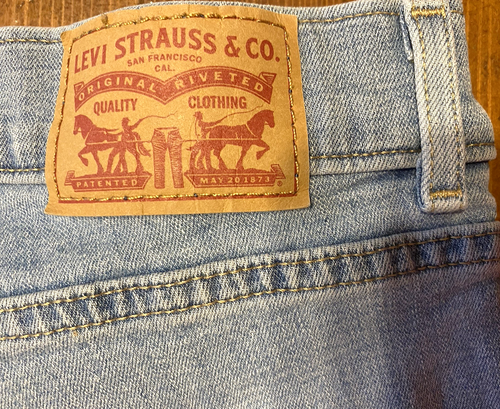 LEVI STRAUSS & CO.
SAN FRANCISCO
CAL.
ORIGINAL RIVETED
QUALITY CLOTHING
PATENTED MAY 20 1873